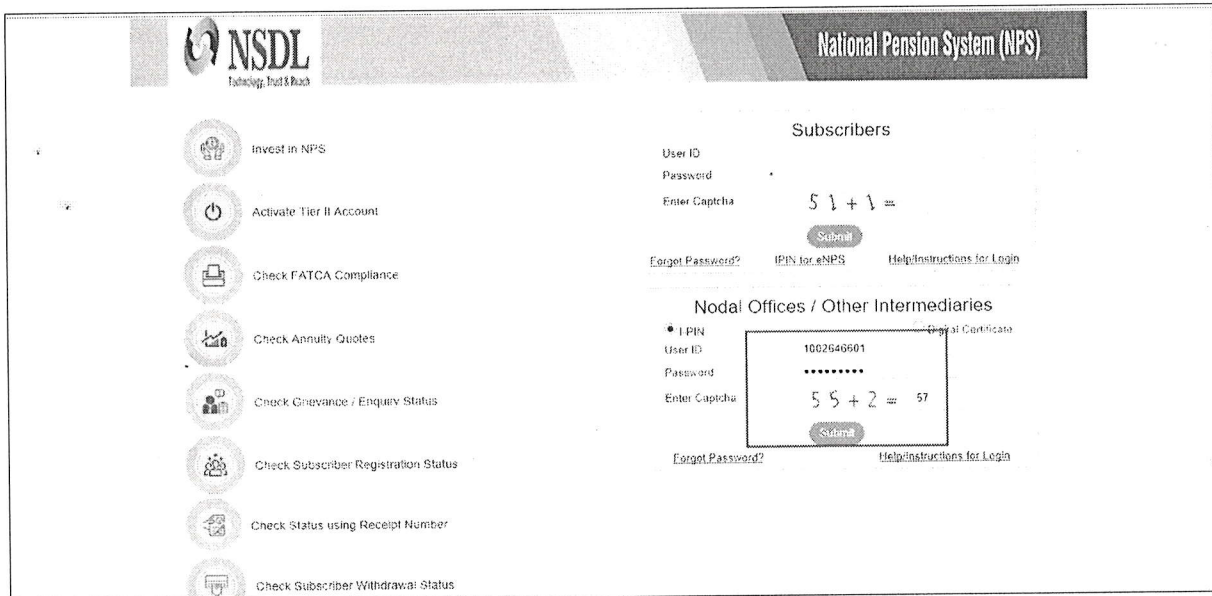 NSDL
Technology, Trust & Reach
National Pension System (NPS)
Invest in NPS
Activate Tier II Account
Check FATCA Compliance
Check Annuity Quotes
Check Grievance / Enquiry Status
Check Subscriber Registration Status
Check Status using Receipt Number
Check Subscriber Withdrawal Status
Subscribers
User ID
Password
Enter Captcha 51+1=
Submit
Forgot Password? IPIN for eNPS Help/Instructions for Login
Nodal Offices / Other Intermediaries
I-PIN Digital Certificate
User ID 1002646601
Password •••••••••
Enter Captcha 55+2= 57
Submit
Forgot Password? Help/Instructions for Login